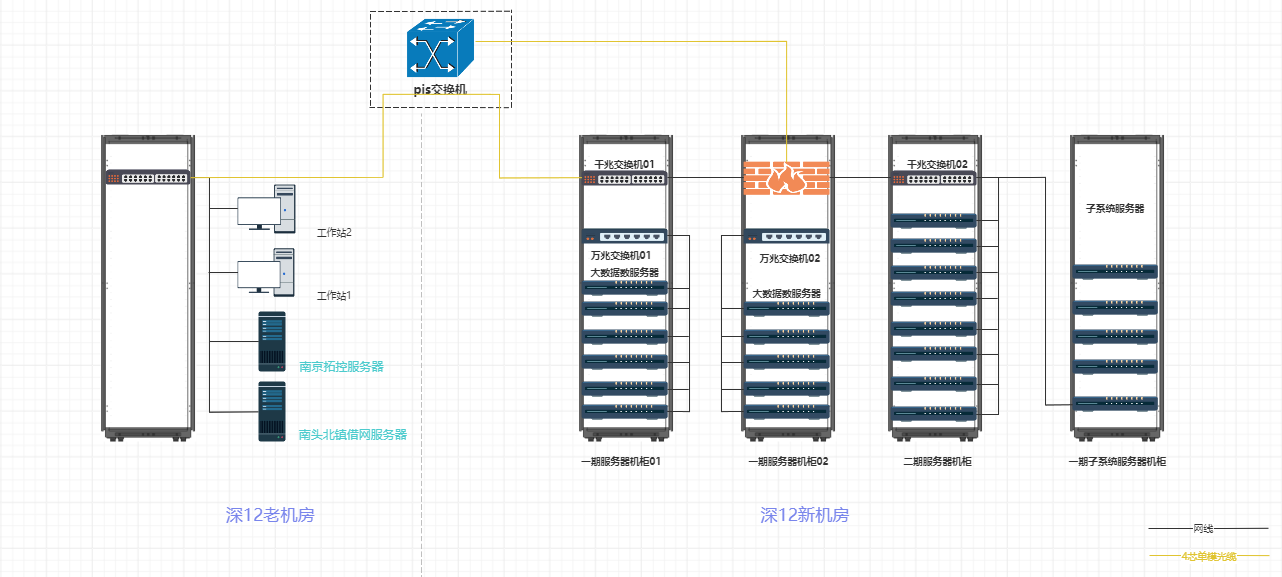 pis交换机
千兆交换机01
千兆交换机02
工作站2
子系统服务器
万兆交换机01
大数据数服务器
万兆交换机02
大数据数服务器
工作站1
南京拓控服务器
南头北镇借网服务器
一期服务器机柜01
一期服务器机柜02
二期服务器机柜
一期子系统服务器机柜
深12老机房
深12新机房
网线
4芯单模光缆